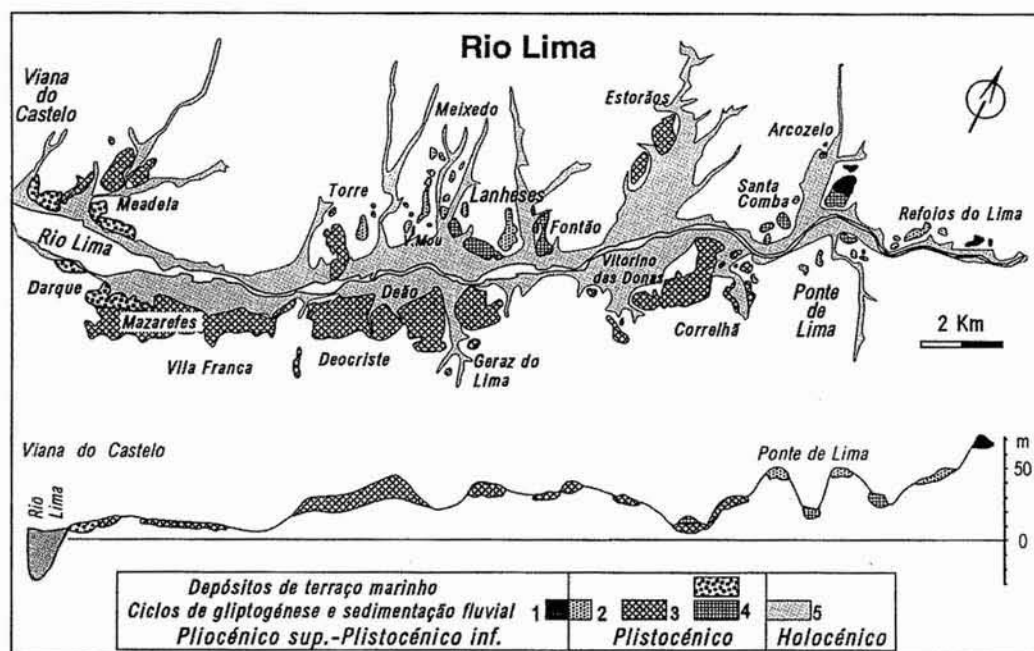 Rio Lima
Viana
do
Castelo
Meixedo
Estorãos
Arcozelo
Meadela
Torre
Lanheses
Santa
Comba
Refoios do Lima
V. Mou
Fontão
Rio Lima
Vitorino
das Donas
Darque
Deão
Ponte
de
Lima
Mazarefes
Correlhã
2 Km
Vila Franca
Deocriste
Geraz do
Lima
Viana do Castelo
Ponte de Lima
m
50
0
Rio
Lima
Depósitos de terraço marinho
Ciclos de gliptogénese e sedimentação fluvial 1 2 3 4 5
Pliocénico sup.-Plistocénico inf. Plistocénico Holocénico